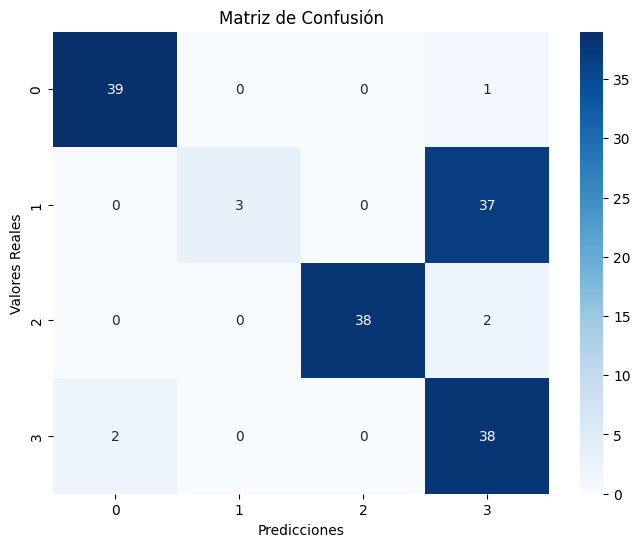 Matriz de Confusión
0 39 0 0 1
1 0 3 0 37
2 0 0 38 2
3 2 0 0 38
0 1 2 3
Valores Reales
Predicciones
35
30
25
20
15
10
5
0